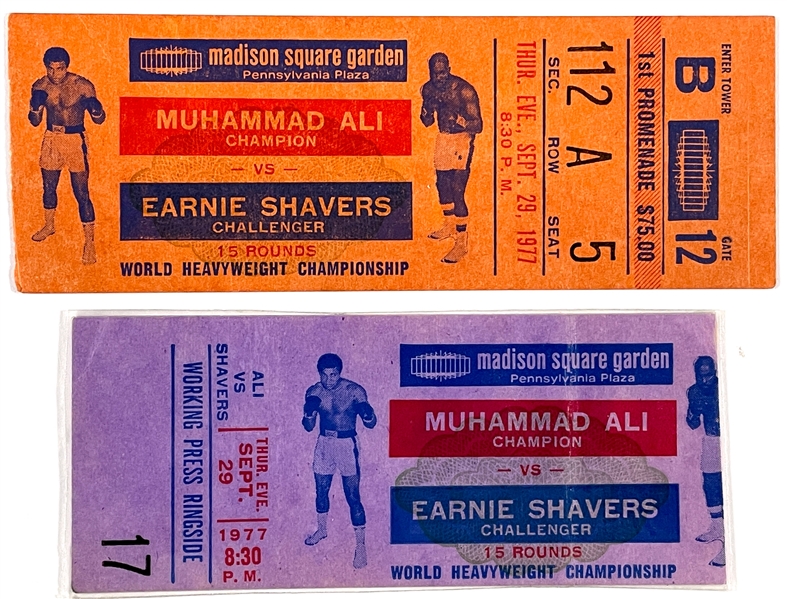 madison square garden
Pennsylvania Plaza
MUHAMMAD ALI
CHAMPION
— VS —
EARNIE SHAVERS
CHALLENGER
15 ROUNDS
WORLD HEAVYWEIGHT CHAMPIONSHIP
THUR. EVE., SEPT. 29, 1977
8:30 P. M.
112 A 5
SEC. ROW SEAT
1st PROMENADE $75.00
ENTER TOWER GATE
B 12
ALI
VS
SHAVERS
THUR. EVE.
SEPT.
29
1977
8:30
P. M.
WORKING PRESS RINGSIDE
17
madison square garden
Pennsylvania Plaza
MUHAMMAD ALI
CHAMPION
— VS —
EARNIE SHAVERS
CHALLENGER
15 ROUNDS
WORLD HEAVYWEIGHT CHAMPIONSHIP